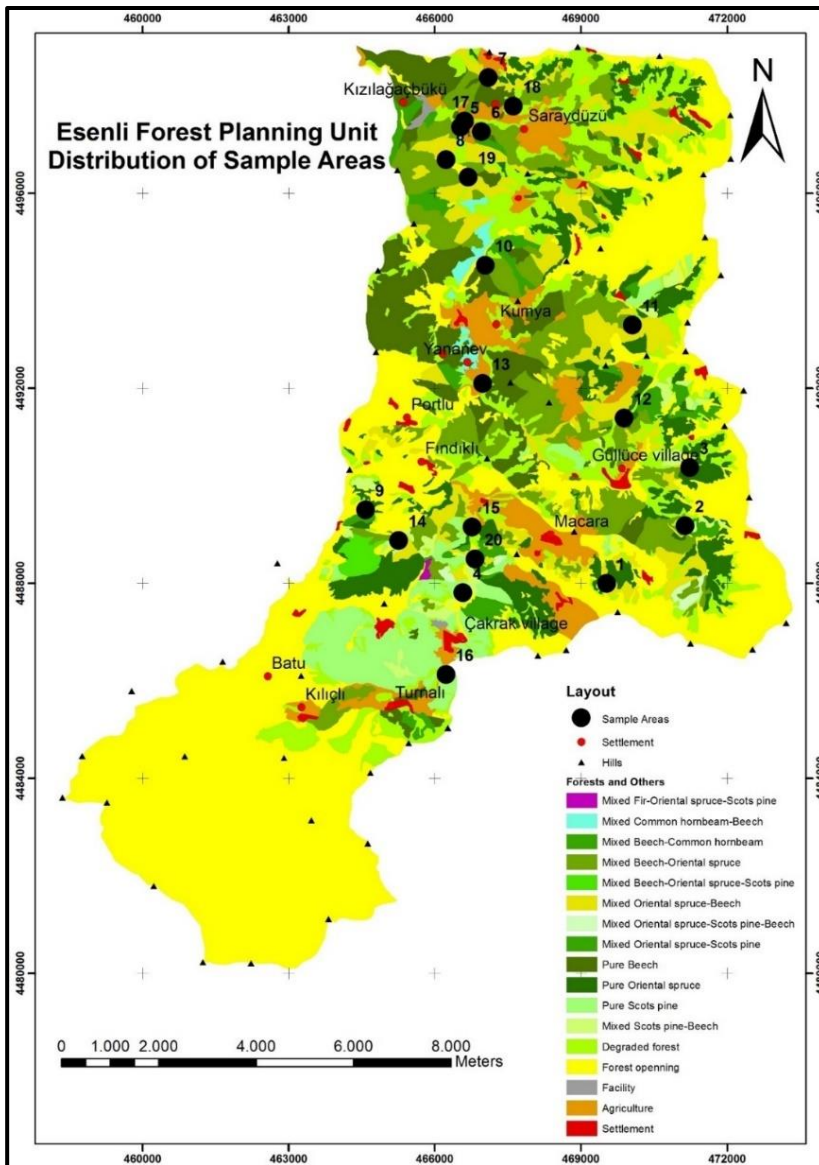 460000 463000 466000 469000 472000
N
Esenli Forest Planning Unit
Distribution of Sample Areas
Kızılağaçbükü
7
18
17
5
6
Saraydüzü
8
19
4496000
4496000
10
Kumya
11
Yananev
13
4492000
4492000
12
Portlu
Fındıklı
Güllüce village
3
9
15
Macara
2
14
20
1
4488000
4488000
4
Çakrak village
16
Batu
Kılıçlı
Turnalı
4484000
4484000
4480000
4480000
Layout
Sample Areas
Settlement
Hills
Forests and Others
Mixed Fir-Oriental spruce-Scots pine
Mixed Common hornbeam-Beech
Mixed Beech-Common hornbeam
Mixed Beech-Oriental spruce
Mixed Beech-Oriental spruce-Scots pine
Mixed Oriental spruce-Beech
Mixed Oriental spruce-Scots pine-Beech
Mixed Oriental spruce-Scots pine
Pure Beech
Pure Oriental spruce
Pure Scots pine
Mixed Scots pine-Beech
Degraded forest
Forest openning
Facility
Agriculture
Settlement
0 1.000 2.000 4.000 6.000 8.000
Meters
460000 463000 466000 469000 472000